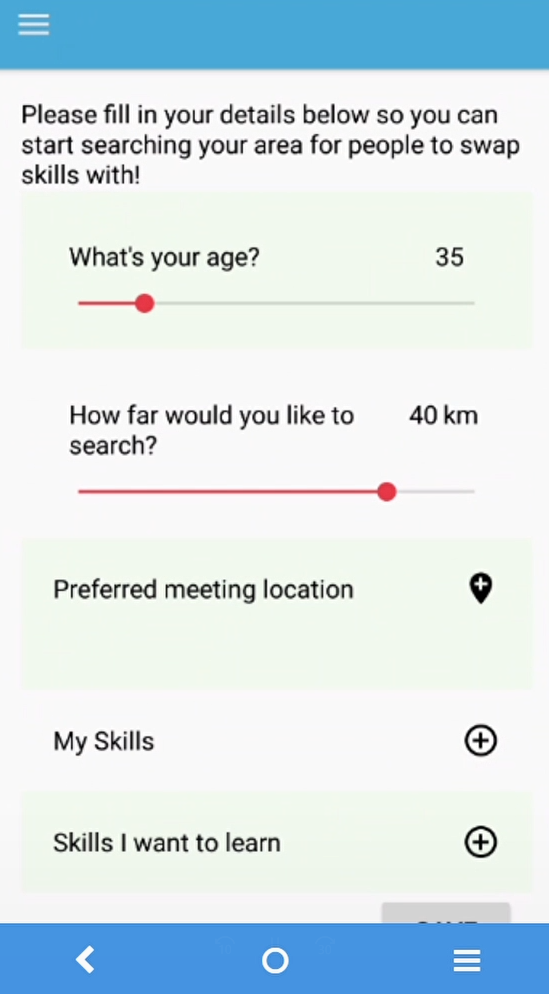 Please fill in your details below so you can
start searching your area for people to swap
skills with!
What's your age? 35
How far would you like to 40 km
search?
Preferred meeting location
My Skills
Skills I want to learn